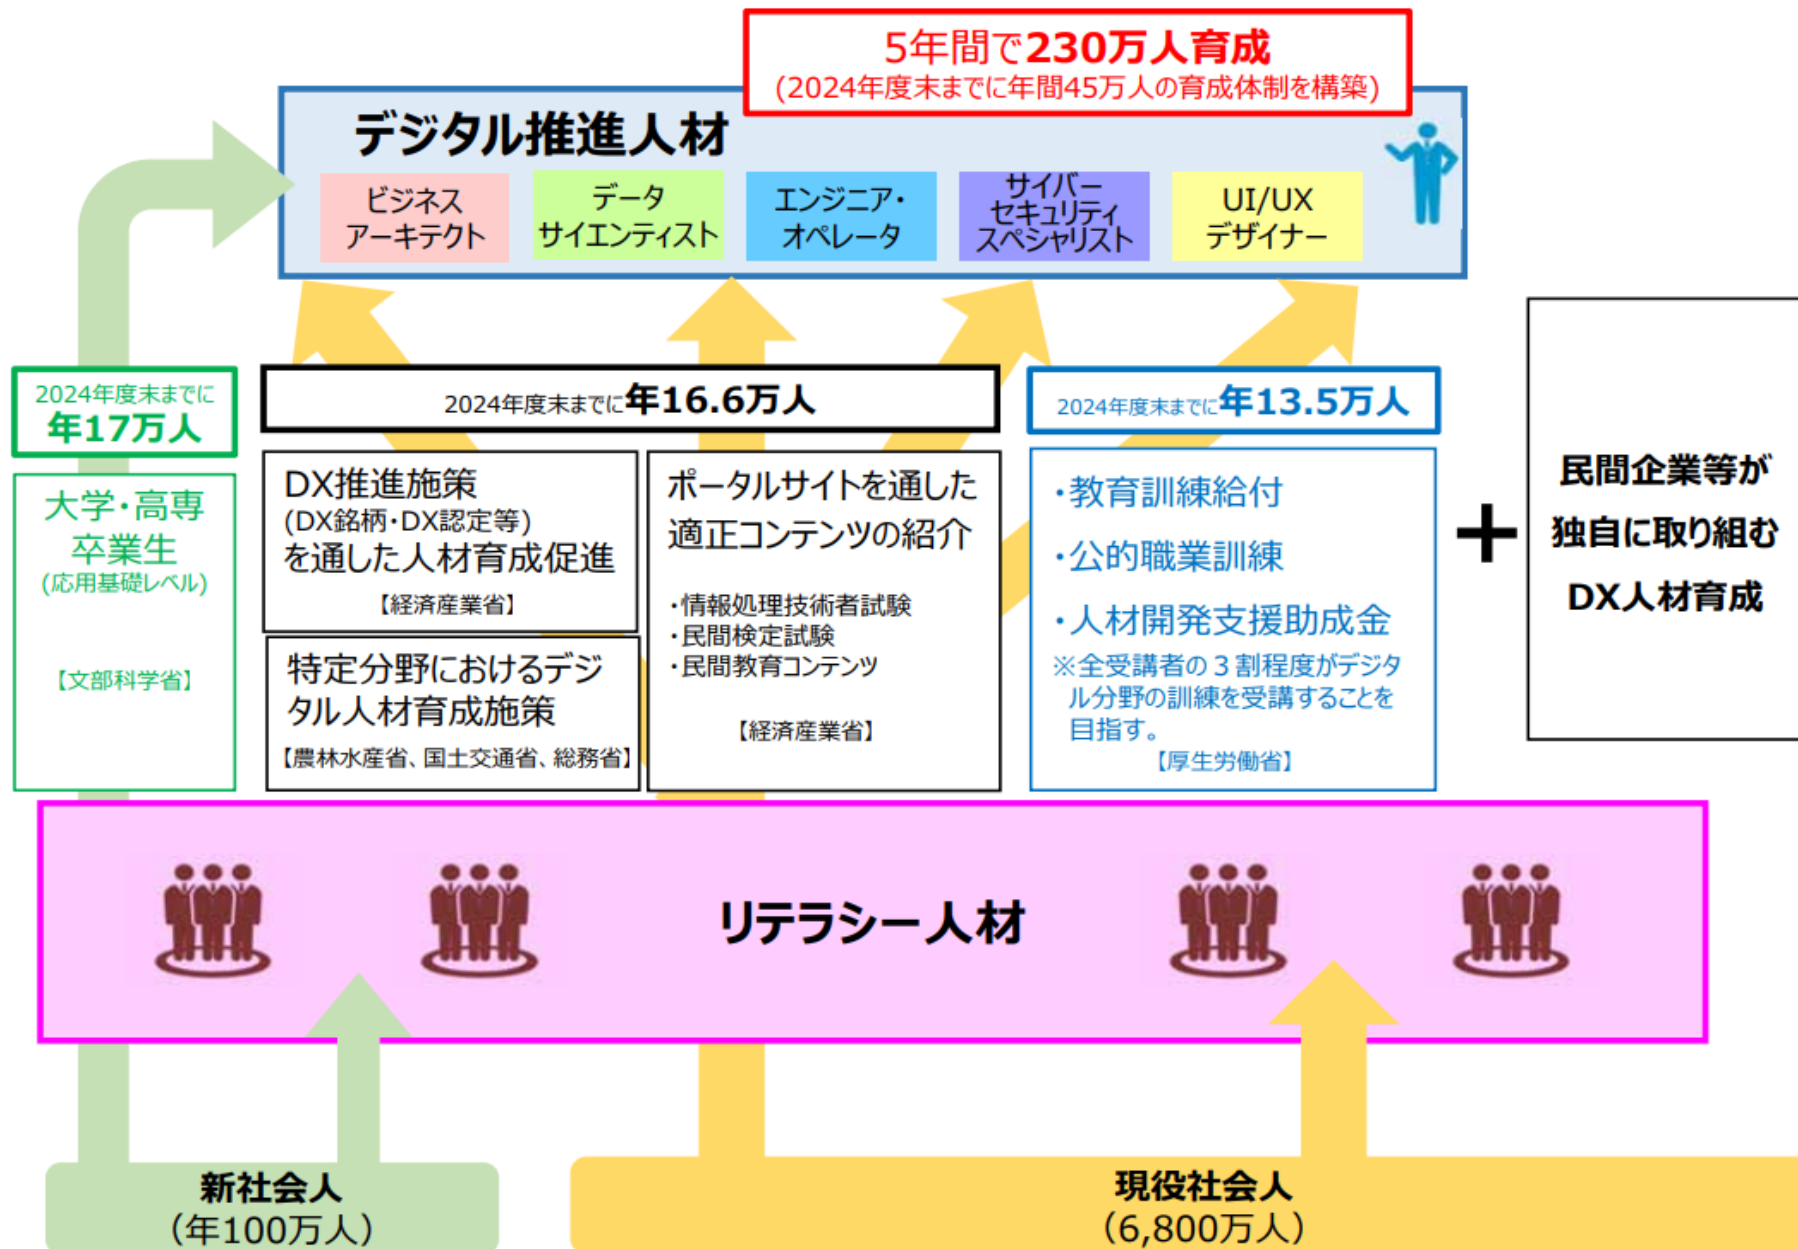 5年間で230万人育成
(2024年度末までに年間45万人の育成体制を構築)
デジタル推進人材
ビジネス
アーキテクト
データ
サイエンティスト
エンジニア・
オペレータ
サイバー
セキュリティ
スペシャリスト
UI/UX
デザイナー
2024年度末までに
年17万人
大学・高専
卒業生
(応用基礎レベル)
【文部科学省】
2024年度末までに年16.6万人
DX推進施策
(DX銘柄・DX認定等)
を通した人材育成促進
【経済産業省】
特定分野におけるデジ
タル人材育成施策
【農林水産省、国土交通省、総務省】
ポータルサイトを通した
適正コンテンツの紹介
・情報処理技術者試験
・民間検定試験
・民間教育コンテンツ
【経済産業省】
2024年度末までに年13.5万人
・教育訓練給付
・公的職業訓練
・人材開発支援助成金
※全受講者の３割程度がデジタ
ル分野の訓練を受講することを
目指す。
【厚生労働省】
+
民間企業等が
独自に取り組む
DX人材育成
リテラシー人材
新社会人
（年100万人）
現役社会人
（6,800万人）